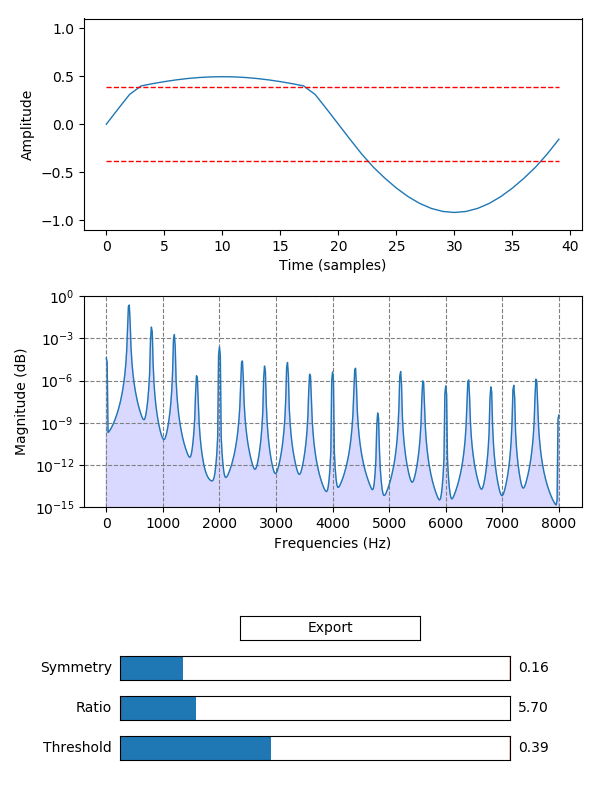 1.0
0.5
0.0
−0.5
−1.0
Amplitude
0 5 10 15 20 25 30 35 40
Time (samples)
10^0
10^−3
10^−6
10^−9
10^−12
10^−15
Magnitude (dB)
0 1000 2000 3000 4000 5000 6000 7000 8000
Frequencies (Hz)
Export
Symmetry 0.16
Ratio 5.70
Threshold 0.39